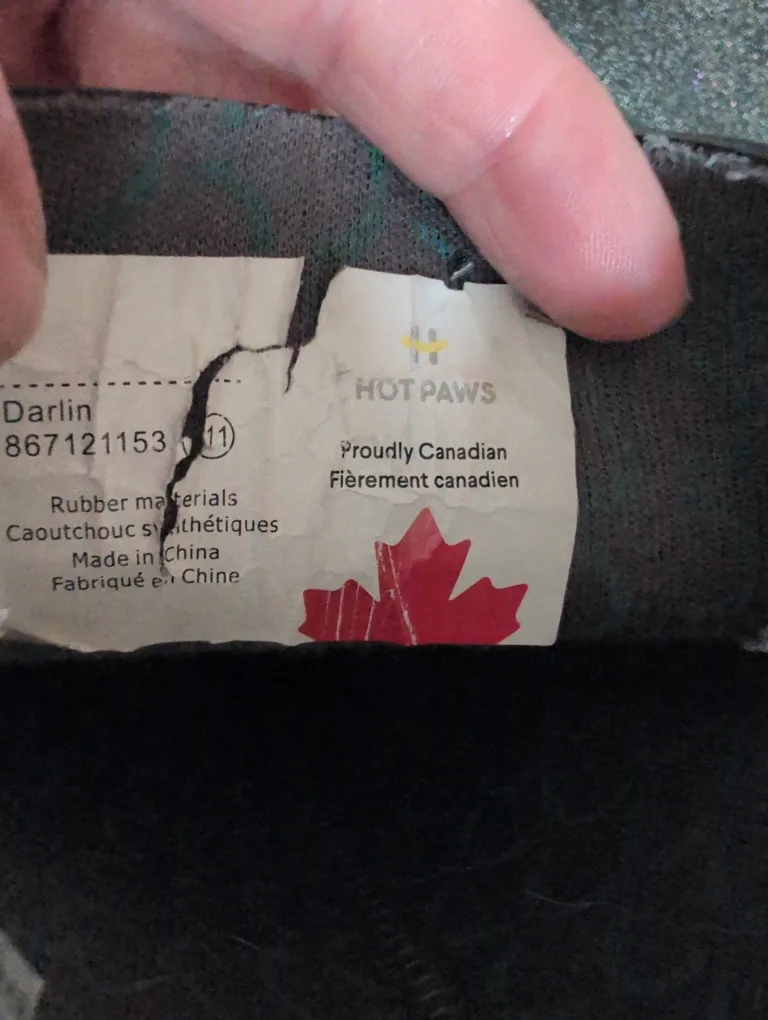 HOT PAWS
Proudly Canadian
Fièrement canadien
Darlin
867121153 11
Rubber materials
Caoutchouc synthétiques
Made in China
Fabriqué en Chine